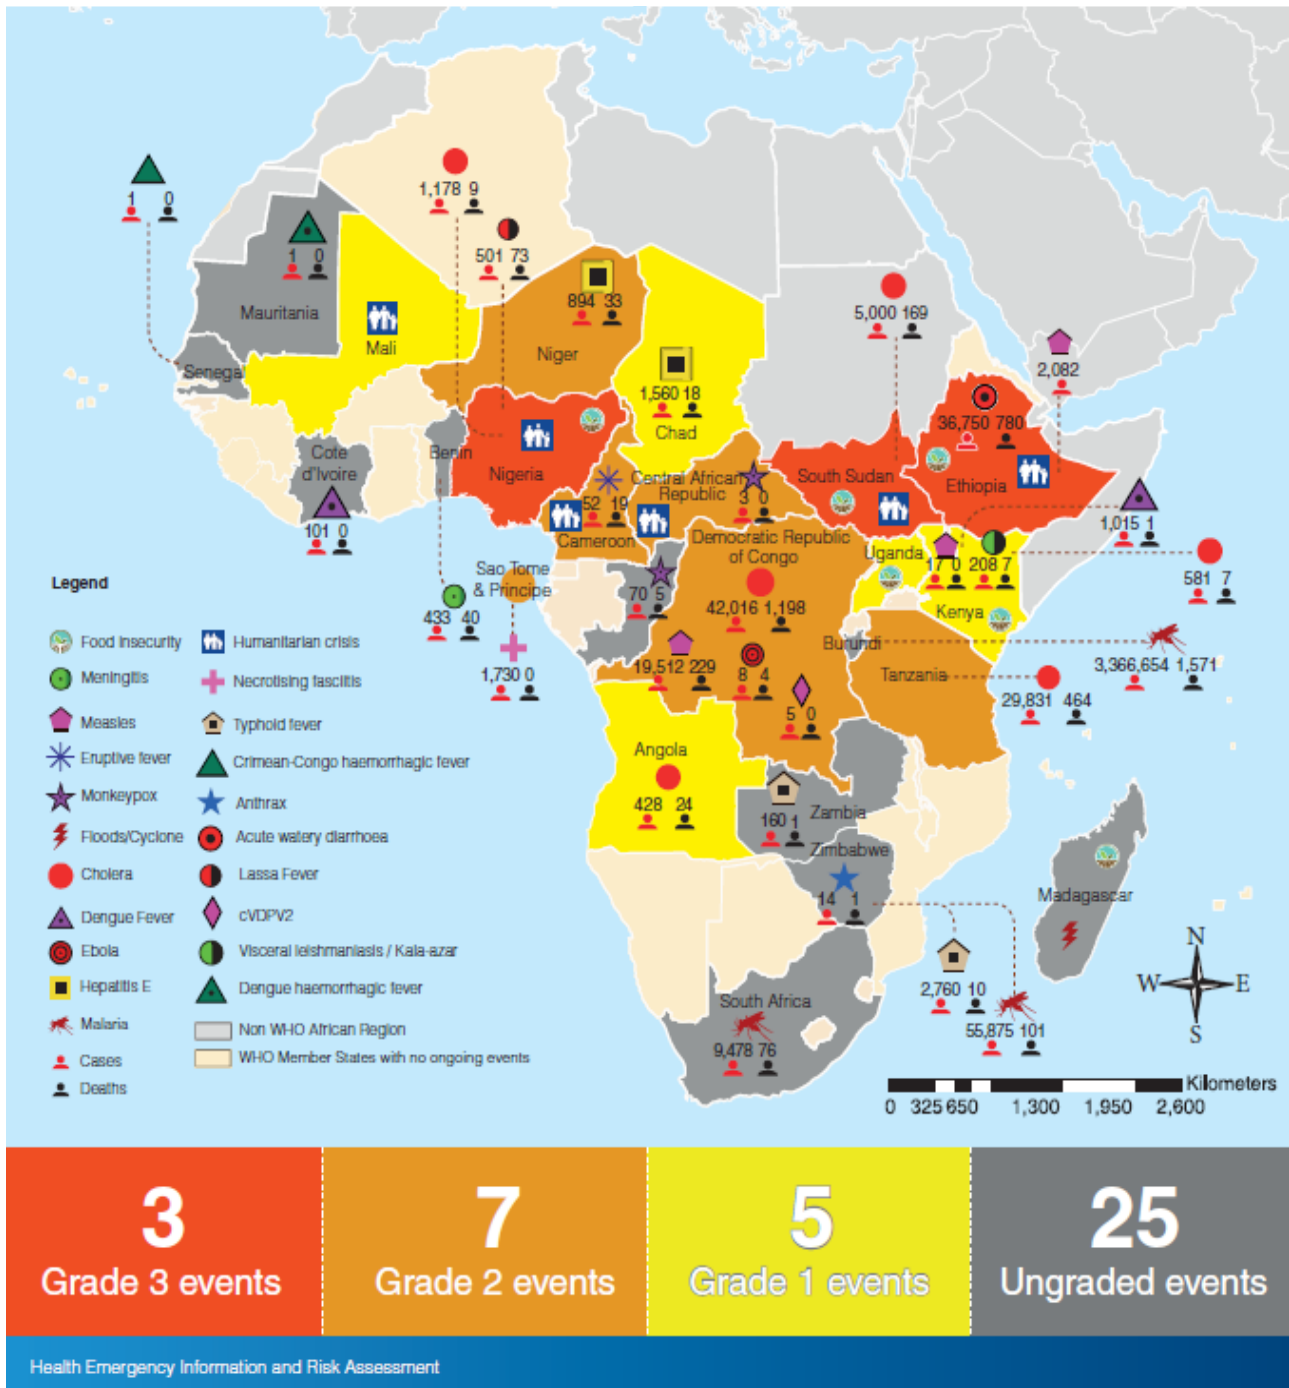 1 0
1,178 9
501 73
1 0
Mauritania
Senegal
Mali
894 33
Niger
1,560 18
Chad
5,000 169
2,082
36,750 780
Ethiopia
Cote
d'Ivoire
101 0
Benin
Nigeria
Central African
Republic
3 0
South Sudan
52 19
Cameroon
Democratic Republic
of Congo
42,016 1,198
19,512 229
8 4
5 0
Uganda
17 0
208 7
Kenya
1,015 1
581 7
Sao Tome
& Principe
70 5
433 40
1,730 0
Burundi
3,366,654 1,571
Tanzania
29,831 464
Angola
428 24
160 1
Zambia
Zimbabwe
14 1
2,760 10
55,875 101
Madagascar
South Africa
9,478 76
N
W E
S
Kilometers
0 325 650 1,300 1,950 2,600
Legend
Food insecurity
Humanitarian crisis
Meningitis
Necrotising fasciitis
Measles
Typhoid fever
Eruptive fever
Crimean-Congo haemorrhagic fever
Monkeypox
Anthrax
Floods/Cyclone
Acute watery diarrhoea
Cholera
Lassa Fever
Dengue Fever
cVDPV2
Ebola
Visceral leishmaniasis / Kala-azar
Hepatitis E
Dengue haemorrhagic fever
Malaria
Non WHO African Region
Cases
WHO Member States with no ongoing events
Deaths
3
Grade 3 events
7
Grade 2 events
5
Grade 1 events
25
Ungraded events
Health Emergency Information and Risk Assessment